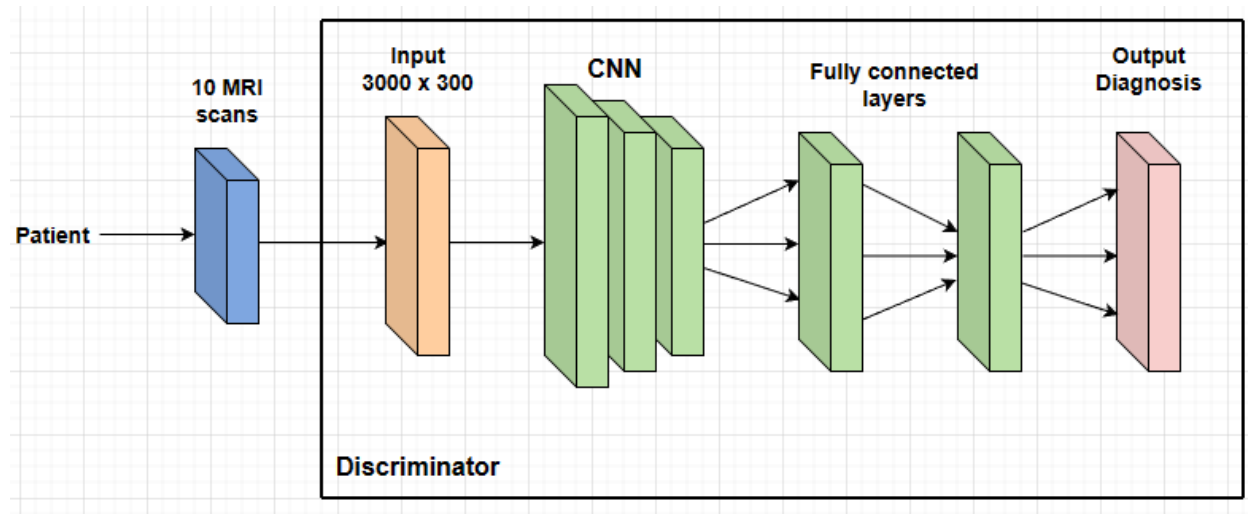 Patient
10 MRI
scans
Input
3000 x 300
CNN
Fully connected
layers
Output
Diagnosis
Discriminator